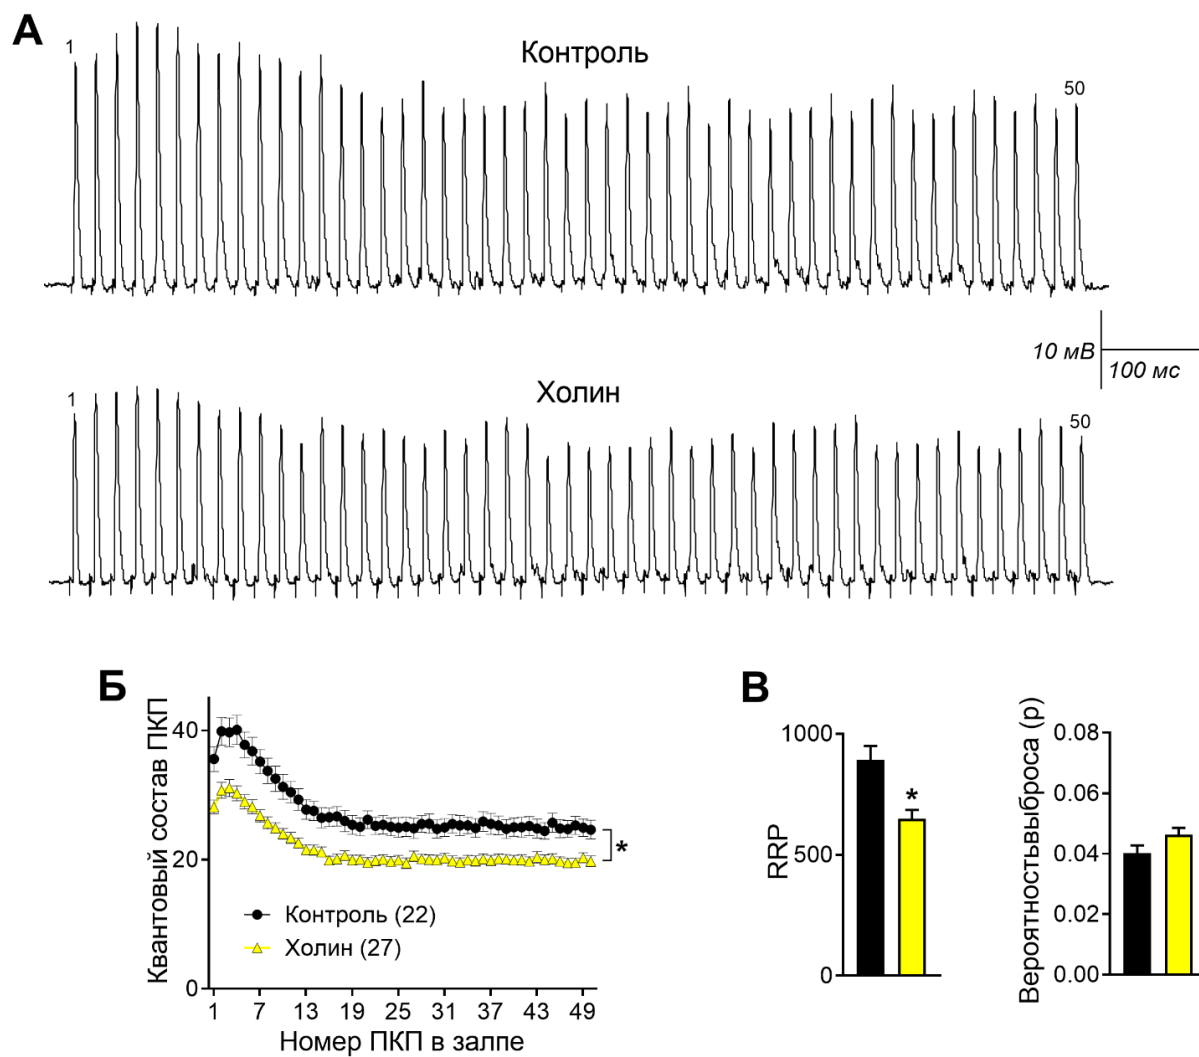 А
1
Контроль
50
10 мВ
100 мс
1
Холин
50
Б
Квантовый состав ПКП
40
20
0
*
Контроль (22)
Холин (27)
1 7 13 19 25 31 37 43 49
Номер ПКП в залпе
В
RRP
1000
500
0
*
Вероятностьвыброса (р)
0.08
0.06
0.04
0.02
0.00